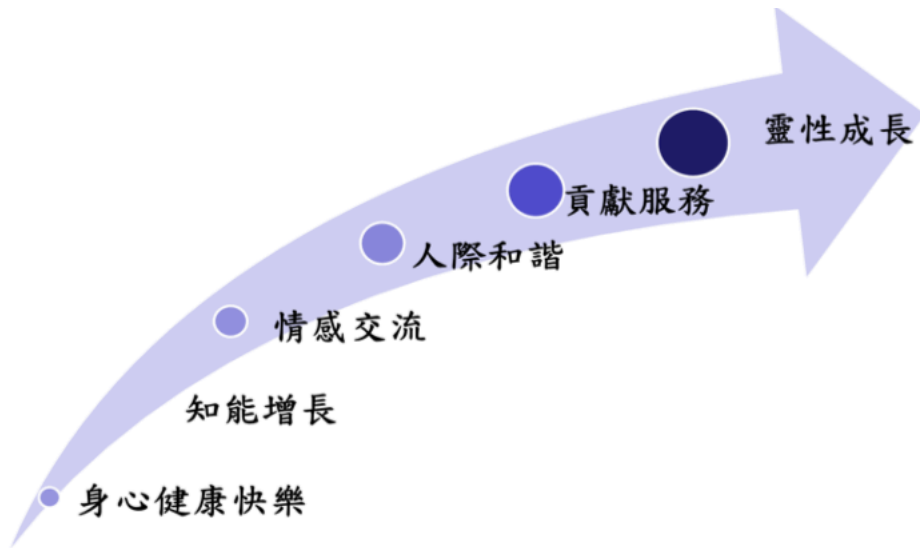 靈性成長
貢獻服務
人際和諧
情感交流
知能增長
身心健康快樂